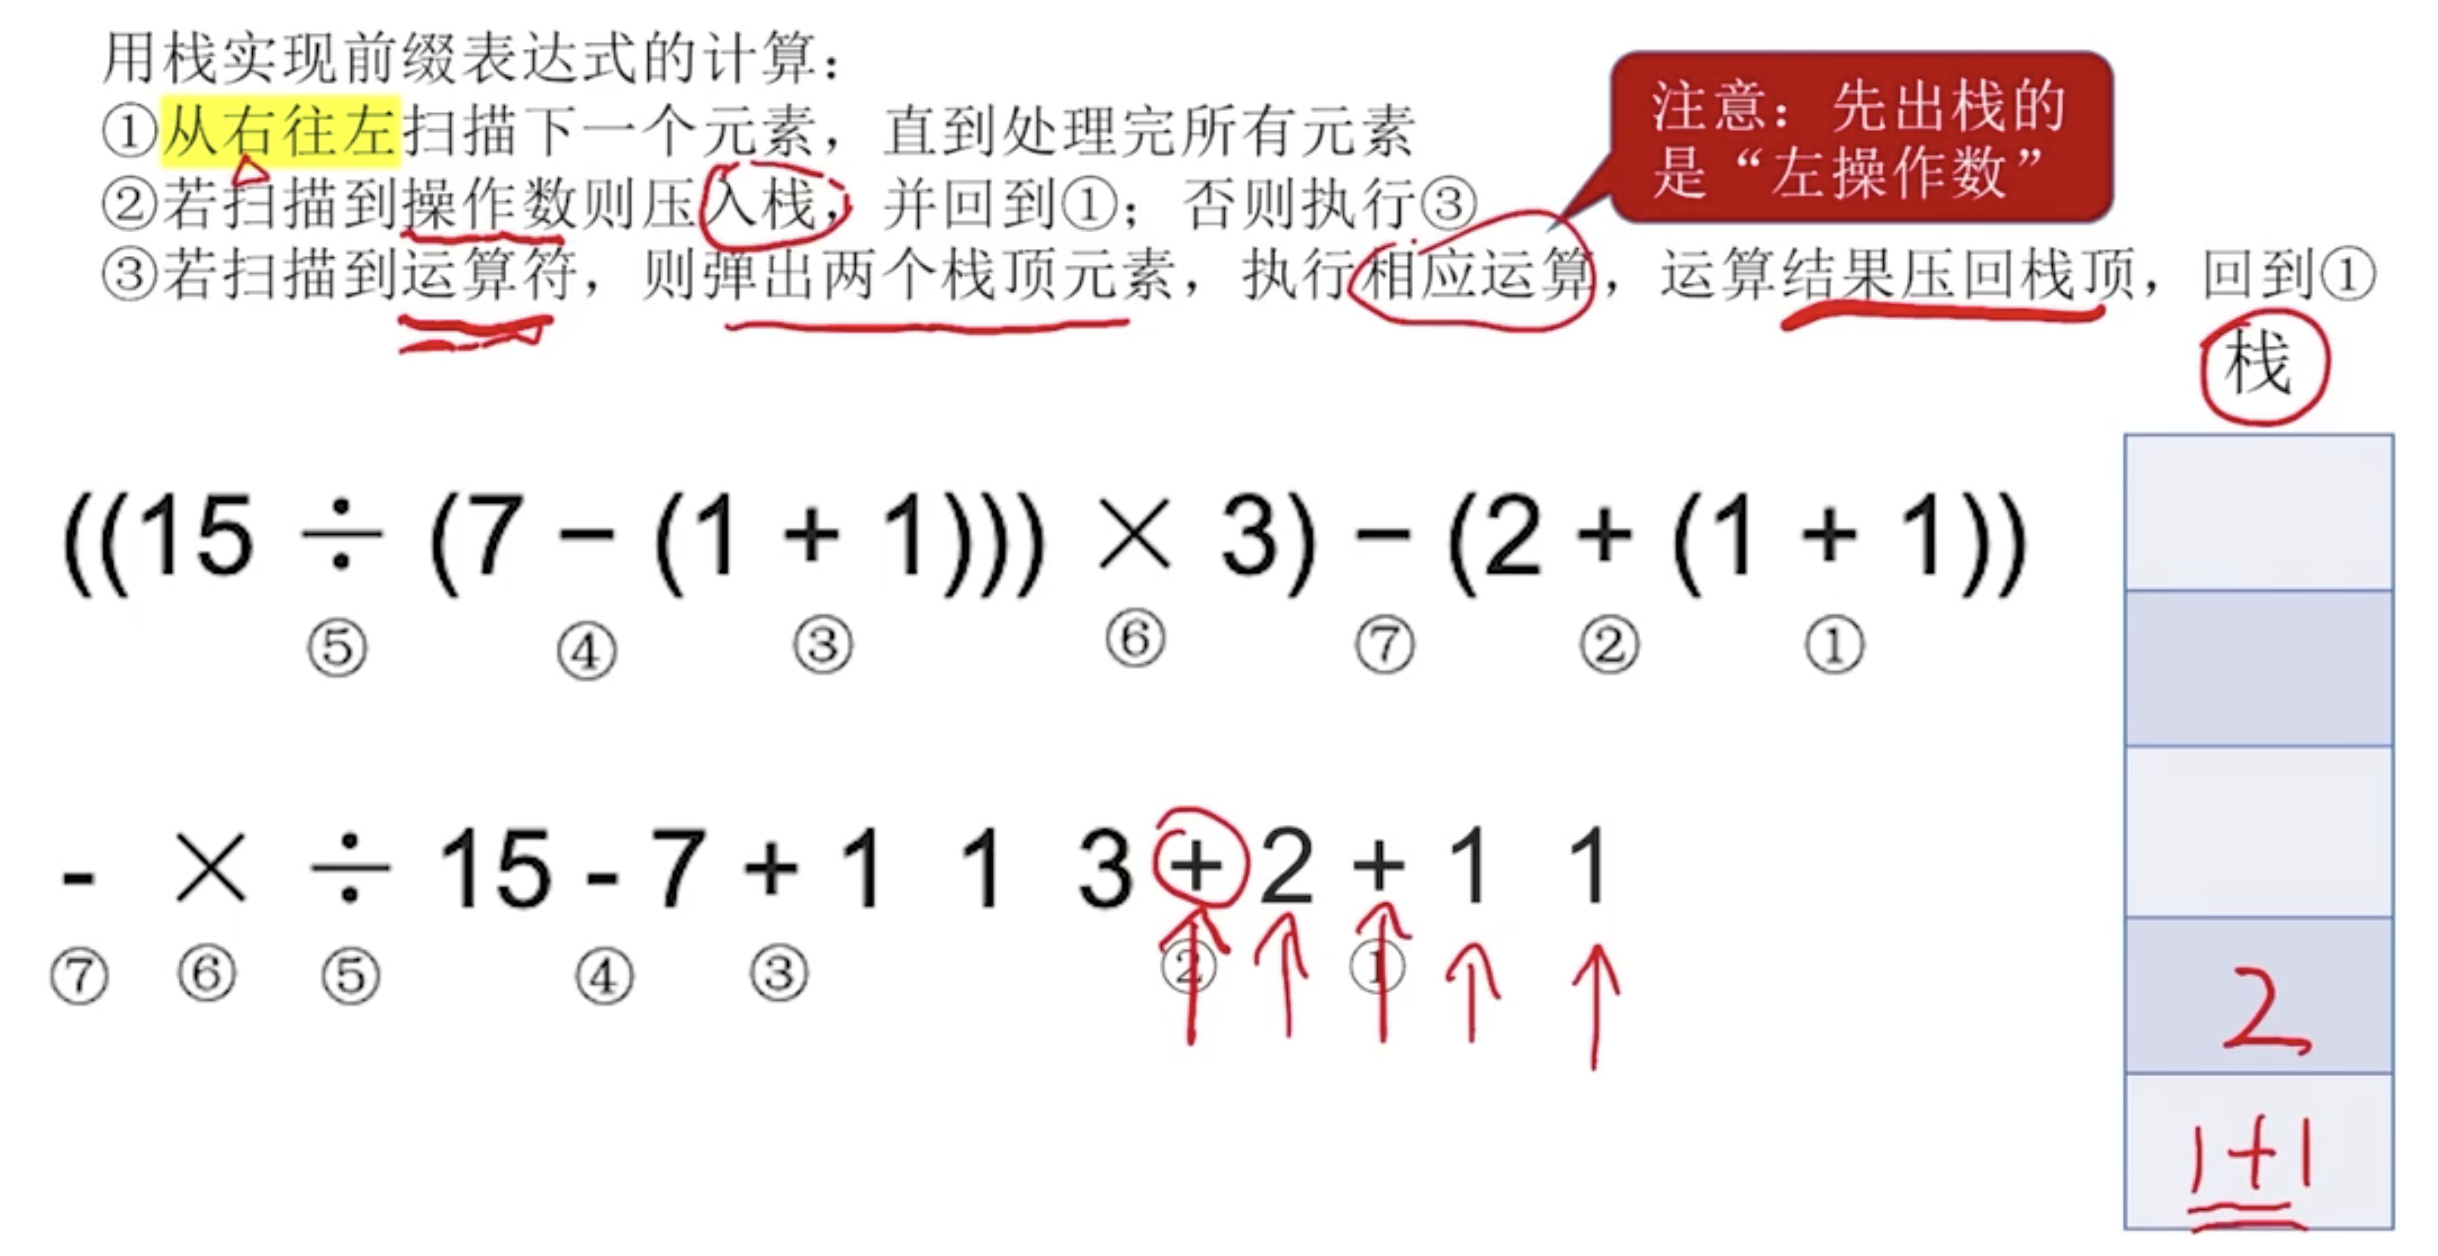 用栈实现前缀表达式的计算：
①从右往左扫描下一个元素，直到处理完所有元素
②若扫描到操作数则压入栈，并回到①；否则执行③
③若扫描到运算符，则弹出两个栈顶元素，执行相应运算，运算结果压回栈顶，回到①
注意：先出栈的
是“左操作数”
栈
((15 ÷ (7 − (1 + 1))) × 3) − (2 + (1 + 1))
⑤ ④ ③ ⑥ ⑦ ② ①
- × ÷ 15 - 7 + 1 1 3 + 2 + 1 1
⑦ ⑥ ⑤ ④ ③ ② ①
2
1+1